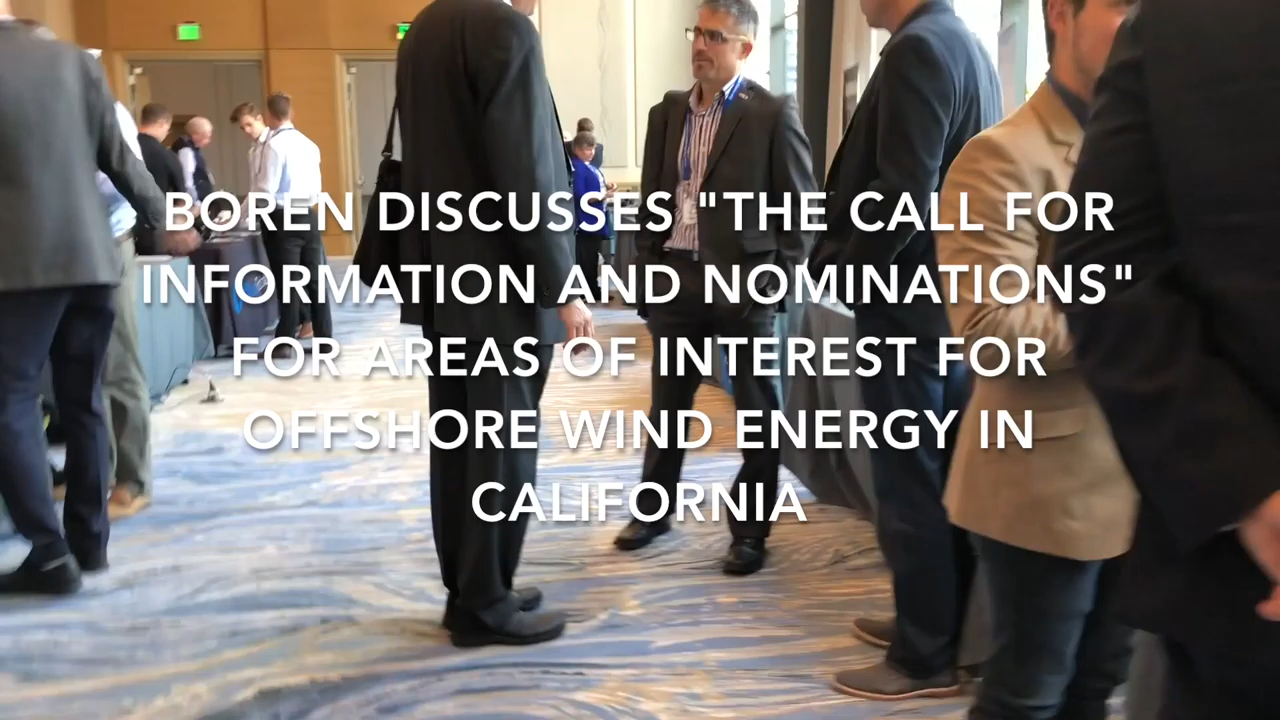 BOREN DISCUSSES "THE CALL FOR
INFORMATION AND NOMINATIONS"
FOR AREAS OF INTEREST FOR
OFFSHORE WIND ENERGY IN
CALIFORNIA